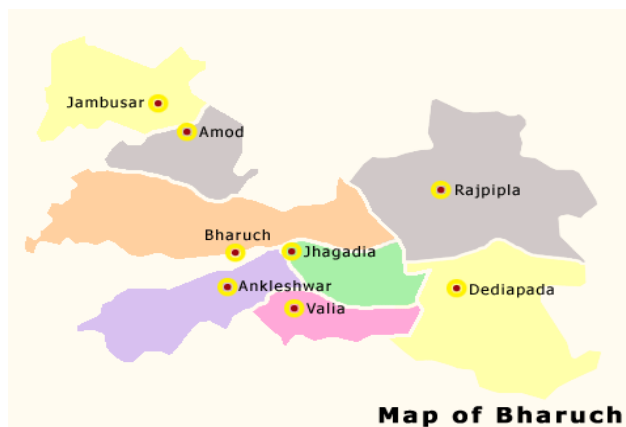 Jambusar
Amod
Rajpipla
Bharuch
Jhagadia
Ankleshwar
Dediapada
Valia
Map of Bharuch